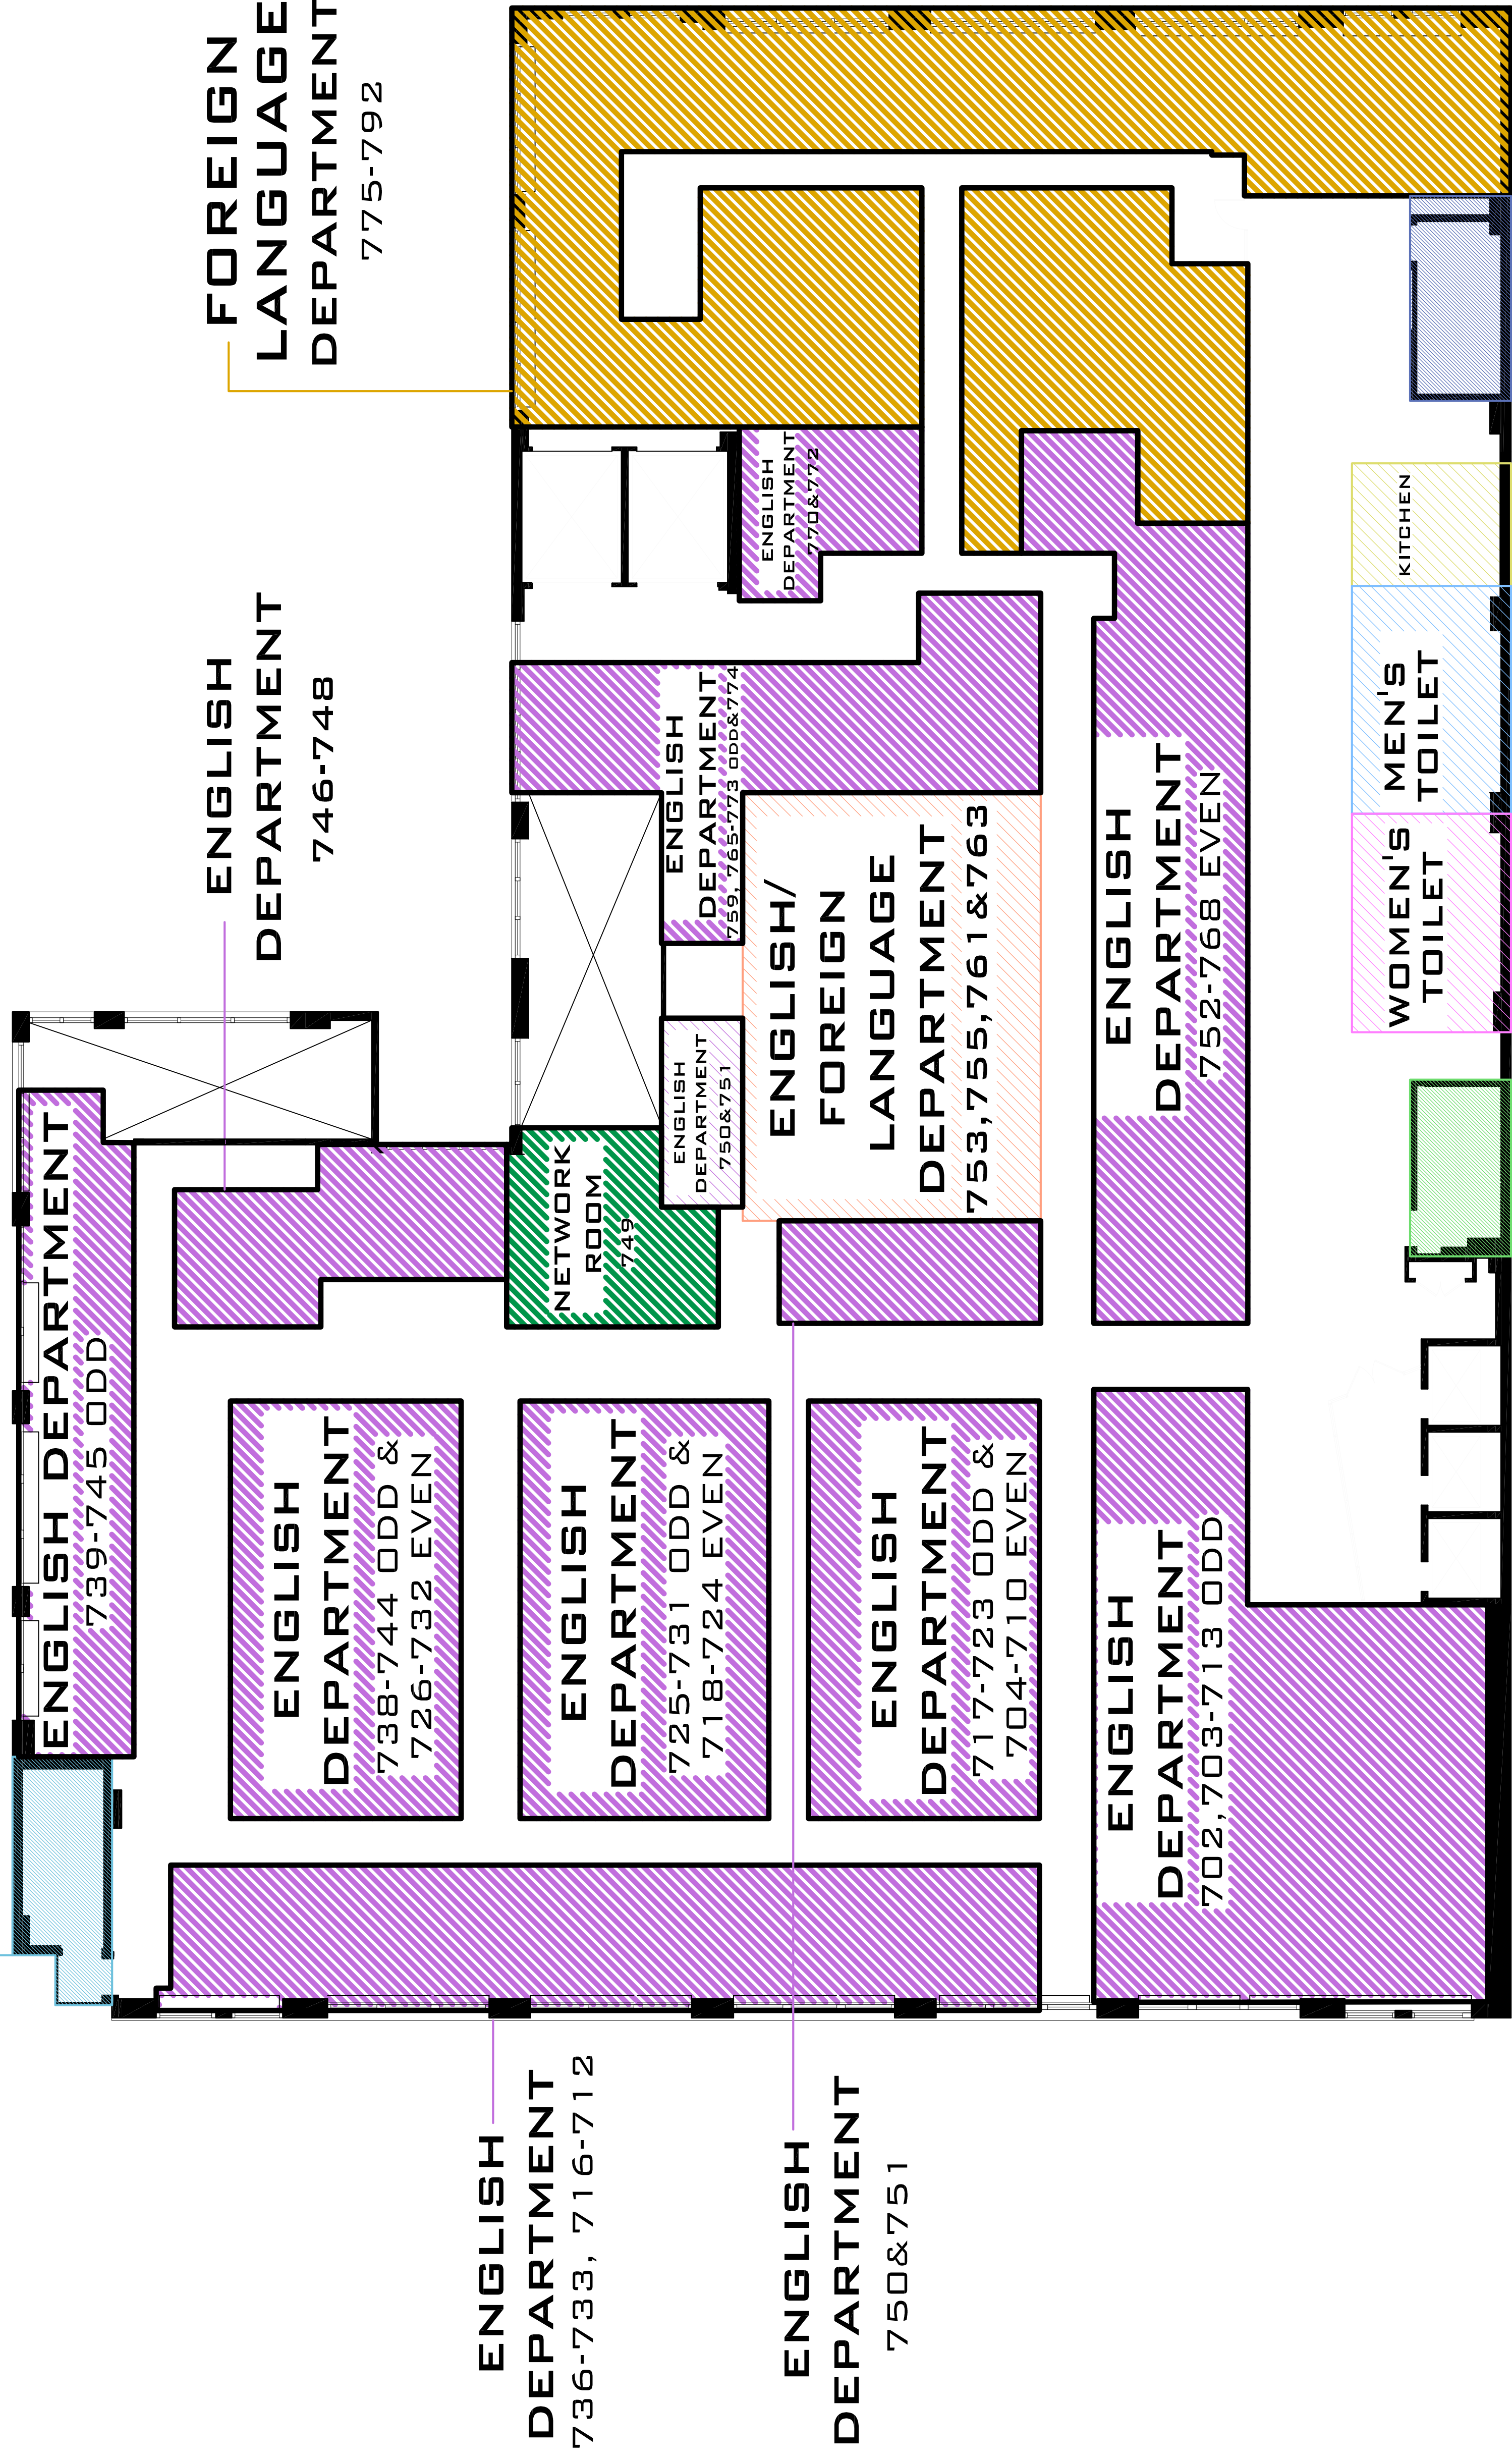 FOREIGN
LANGUAGE
DEPARTMENT
775-792
ENGLISH
DEPARTMENT
746-748
ENGLISH DEPARTMENT
739-745 ODD
ENGLISH
DEPARTMENT
770&772
ENGLISH
DEPARTMENT
759, 765-773 ODD&774
ENGLISH
DEPARTMENT
750&751
NETWORK
ROOM
749
ENGLISH/
FOREIGN
LANGUAGE
DEPARTMENT
753,755,761&763
ENGLISH
DEPARTMENT
752-768 EVEN
KITCHEN
MEN'S
TOILET
WOMEN'S
TOILET
ENGLISH
DEPARTMENT
738-744 ODD &
726-732 EVEN
ENGLISH
DEPARTMENT
725-731 ODD &
718-724 EVEN
ENGLISH
DEPARTMENT
717-723 ODD &
704-710 EVEN
ENGLISH
DEPARTMENT
702,703-713 ODD
ENGLISH
DEPARTMENT
736-733, 716-712
ENGLISH
DEPARTMENT
750&751